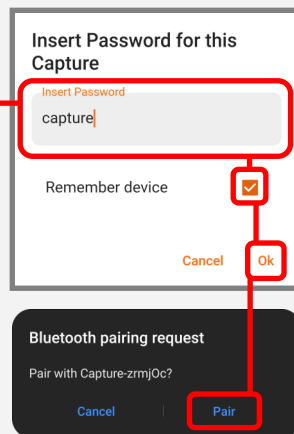 Insert Password for this
Capture
Insert Password
capture
Remember device
Cancel Ok
Bluetooth pairing request
Pair with Capture-zrmjOc?
Cancel Pair